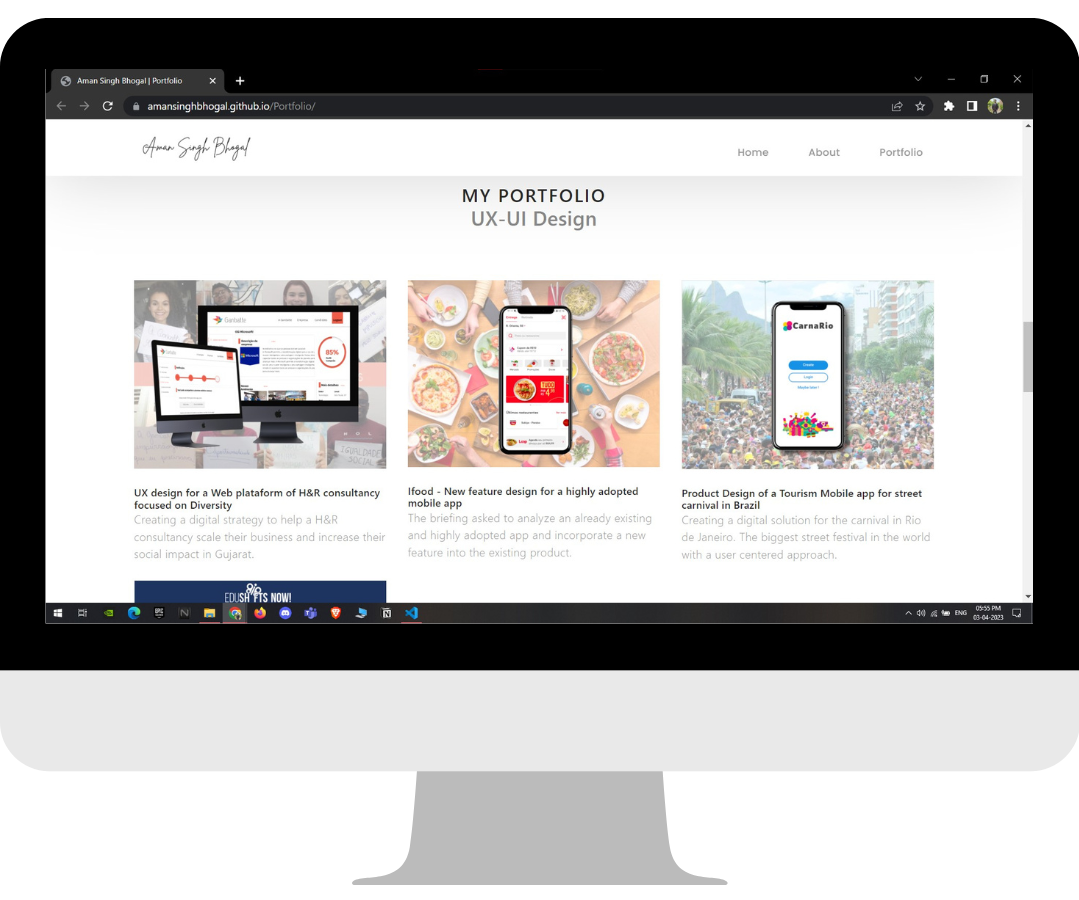 Aman Singh Bhogal | Portfolio
amansinghbhogal.github.io/Portfolio/
Aman Singh Bhogal
Home
About
Portfolio
MY PORTFOLIO
UX-UI Design
85%
CarnaRio
Create
Login
IGUALDADE
SOCIAL
UX design for a Web plataform of H&R consultancy
focused on Diversity
Creating a digital strategy to help a H&R
consultancy scale their business and increase their
social impact in Gujarat.
Ifood - New feature design for a highly adopted
mobile app
The briefing asked to analyze an already existing
and highly adopted app and incorporate a new
feature into the existing product.
Product Design of a Tourism Mobile app for street
carnival in Brazil
Creating a digital solution for the carnival in Rio
de Janeiro. The biggest street festival in the world
with a user centered approach.
EDUSH%FTS NOW!
ENG
05:55 PM
03-04-2023